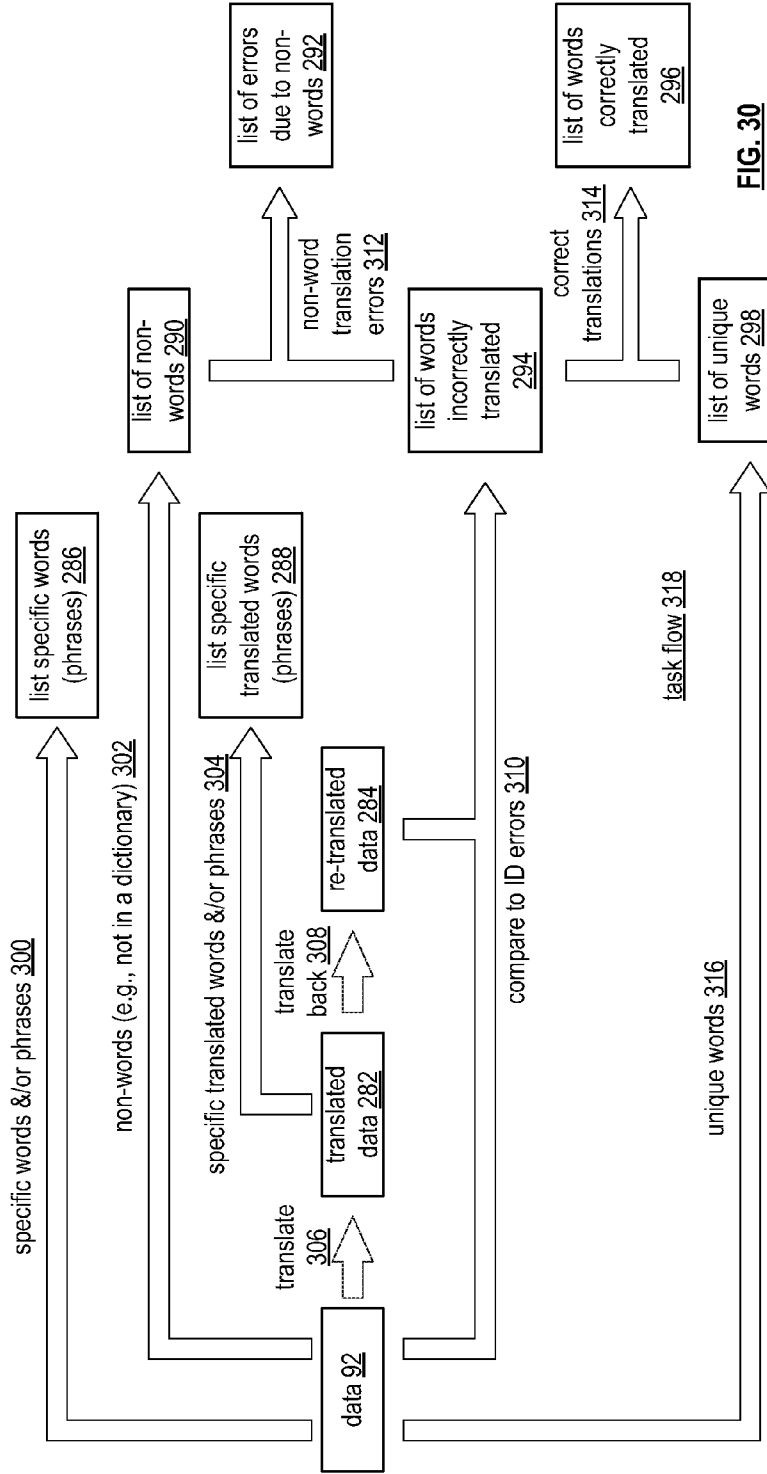 specific words &/or phrases 300
list specific words
(phrases) 286
non-words (e.g., not in a dictionary) 302
list of non-
words 290
specific translated words &/or phrases 304
list specific
translated words
(phrases) 288
list of errors
due to non-
words 292
non-word
translation
errors 312
data 92
translate
306
translated
data 282
translate
back 308
re-translated
data 284
compare to ID errors 310
list of words
incorrectly
translated
294
correct
translations 314
list of words
correctly
translated
296
unique words 316
task flow 318
list of unique
words 298
FIG. 30